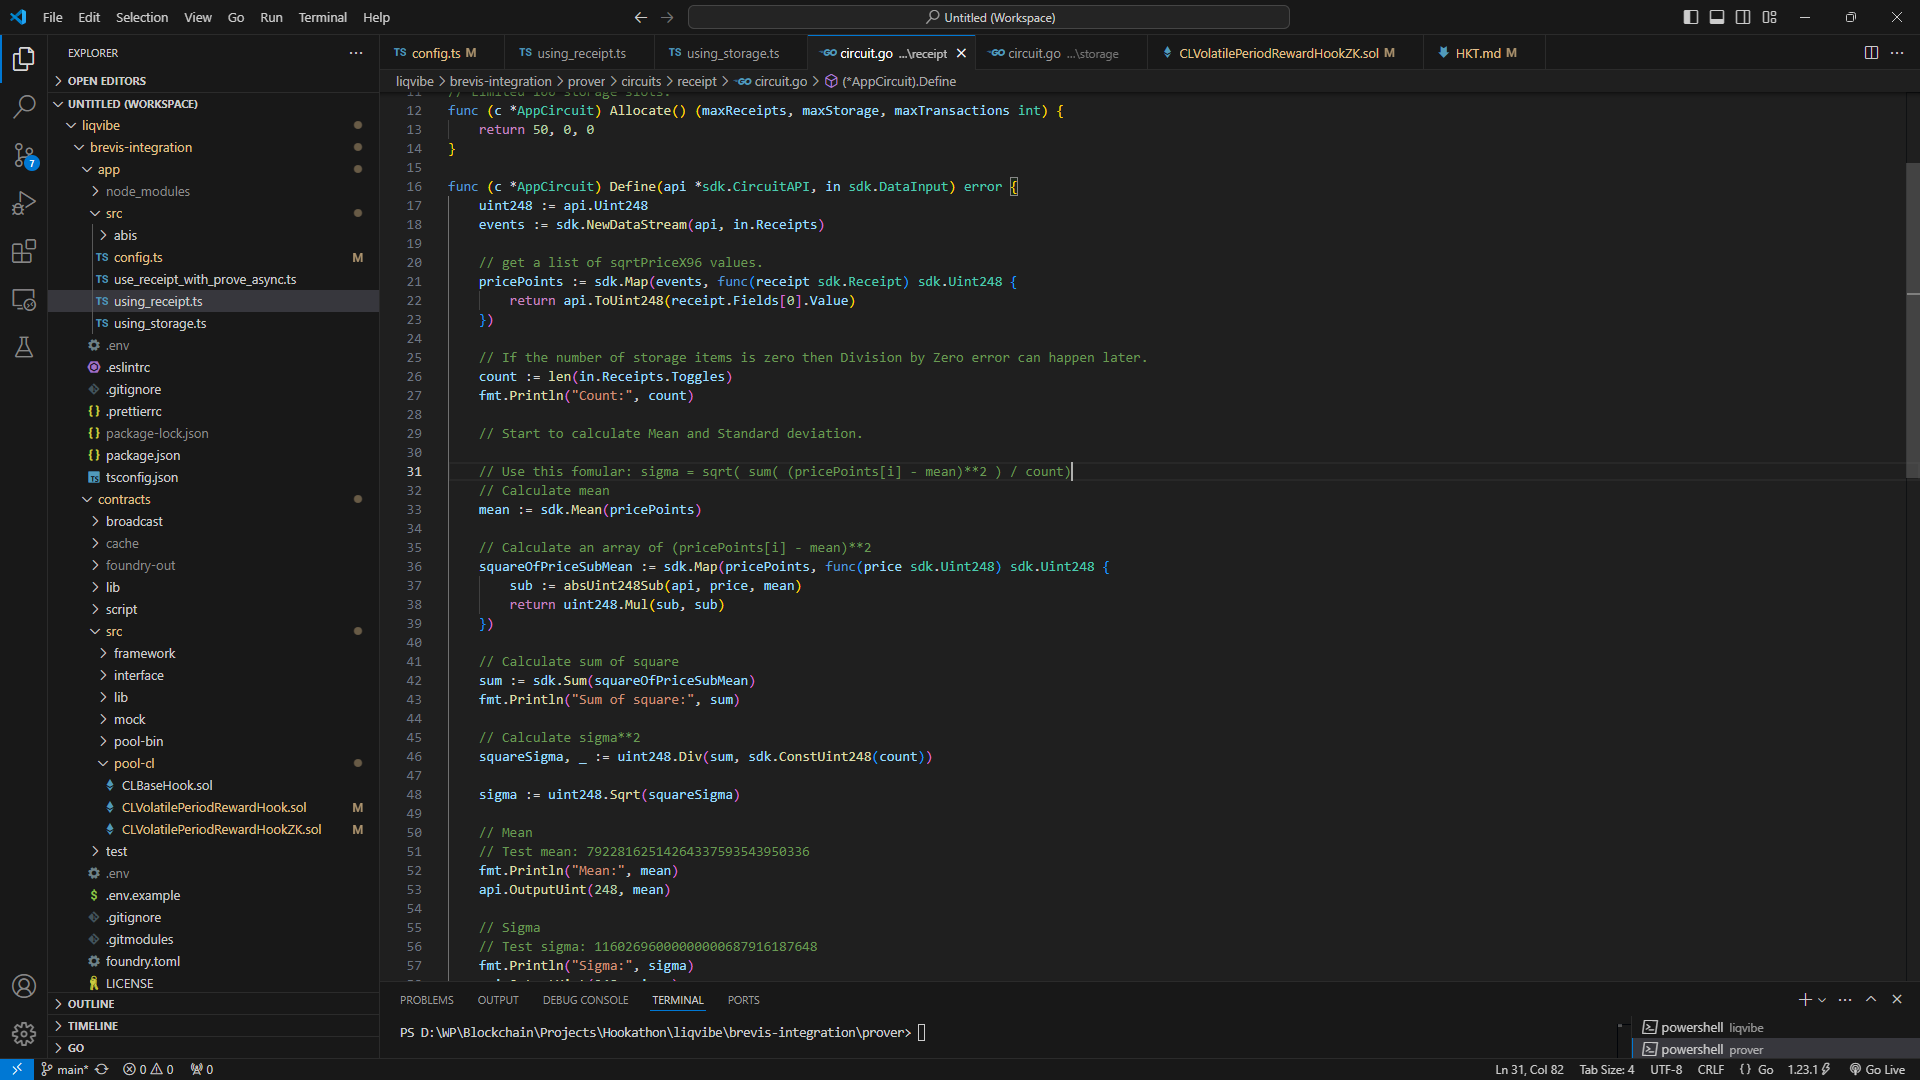 File Edit Selection View Go Run Terminal Help
Untitled (Workspace)
EXPLORER
OPEN EDITORS
UNTITLED (WORKSPACE)
liqvibe
brevis-integration
app
node_modules
src
abis
TS config.ts M
TS use_receipt_with_prove_async.ts
TS using_receipt.ts
TS using_storage.ts
.env
.eslintrc
.gitignore
{} .prettierrc
{} package-lock.json
{} package.json
TS tsconfig.json
contracts
broadcast
cache
foundry-out
lib
script
src
framework
interface
lib
mock
pool-bin
pool-cl
CLBaseHook.sol
CLVolatilePeriodRewardHook.sol M
CLVolatilePeriodRewardHookZK.sol M
test
.env
$ .env.example
.gitignore
.gitmodules
foundry.toml
LICENSE
OUTLINE
TIMELINE
GO
7
TS config.ts M TS using_receipt.ts TS using_storage.ts GO circuit.go ...\receipt GO circuit.go ...\storage CLVolatilePeriodRewardHookZK.sol M HKT.md M
liqvibe > brevis-integration > prover > circuits > receipt > GO circuit.go > (*AppCircuit).Define
11 // Limited 100 storage slots.
12 func (c *AppCircuit) Allocate() (maxReceipts, maxStorage, maxTransactions int) {
13 return 50, 0, 0
14 }
15
16 func (c *AppCircuit) Define(api *sdk.CircuitAPI, in sdk.DataInput) error {
17 uint248 := api.Uint248
18 events := sdk.NewDataStream(api, in.Receipts)
19
20 // get a list of sqrtPriceX96 values.
21 pricePoints := sdk.Map(events, func(receipt sdk.Receipt) sdk.Uint248 {
22 return api.ToUint248(receipt.Fields[0].Value)
23 })
24
25 // If the number of storage items is zero then Division by Zero error can happen later.
26 count := len(in.Receipts.Toggles)
27 fmt.Println("Count:", count)
28
29 // Start to calculate Mean and Standard deviation.
30
31 // Use this fomular: sigma = sqrt( sum( (pricePoints[i] - mean)**2 ) / count)
32 // Calculate mean
33 mean := sdk.Mean(pricePoints)
34
35 // Calculate an array of (pricePoints[i] - mean)**2
36 squareOfPriceSubMean := sdk.Map(pricePoints, func(price sdk.Uint248) sdk.Uint248 {
37 sub := absUint248Sub(api, price, mean)
38 return uint248.Mul(sub, sub)
39 })
40
41 // Calculate sum of square
42 sum := sdk.Sum(squareOfPriceSubMean)
43 fmt.Println("Sum of square:", sum)
44
45 // Calculate sigma**2
46 squareSigma, _ := uint248.Div(sum, sdk.ConstUint248(count))
47
48 sigma := uint248.Sqrt(squareSigma)
49
50 // Mean
51 // Test mean: 79228162514264337593543950336
52 fmt.Println("Mean:", mean)
53 api.OutputUint(248, mean)
54
55 // Sigma
56 // Test sigma: 11602696000000000687916187648
57 fmt.Println("Sigma:", sigma)
PROBLEMS OUTPUT DEBUG CONSOLE TERMINAL PORTS
PS D:\WP\Blockchain\Projects\Hookathon\liqvibe\brevis-integration\prover>
powershell liqvibe
powershell prover
main* 0 0 0 Ln 31, Col 82 Tab Size: 4 UTF-8 CRLF {} Go 1.23.1 Go Live